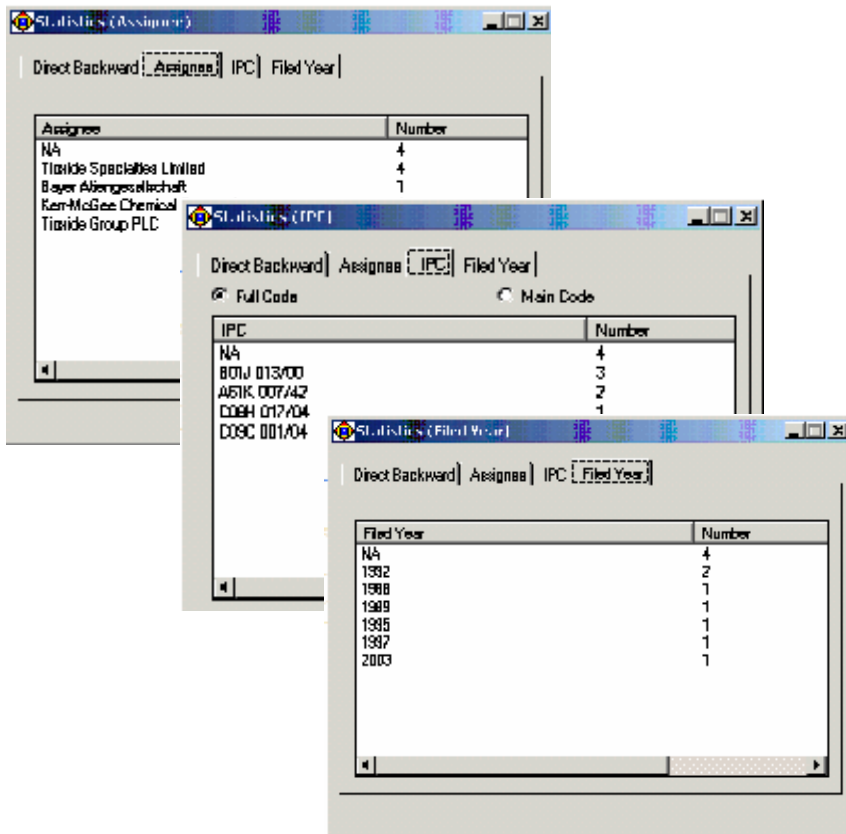 Statistics (Assignee)
Direct Backward Assignee IPC Filed Year
Assignee Number
NA 4
Tioxide Specialties Limited 4
Bayer Aktiengesellschaft 1
Kerr-McGee Chemical
Tioxide Group PLC
Statistics (IPC)
Direct Backward Assignee IPC Filed Year
Full Code Main Code
IPC Number
NA 4
B01J 013/00 3
A61K 007/42 2
C09H 017/04 1
C09C 001/04
Statistics (Filed Year)
Direct Backward Assignee IPC Filed Year
Filed Year Number
NA 4
1992 2
1988 1
1989 1
1995 1
1997 1
2003 1